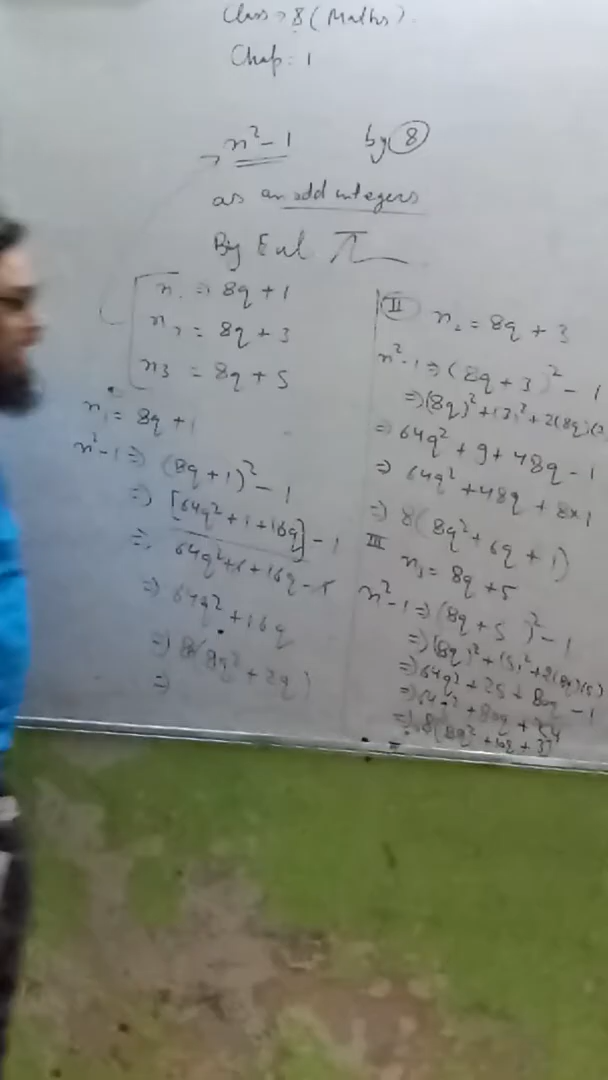 Class → 8 (Maths).
Chap: 1
→ n² - 1 by 8
as an odd integers
By Eul
n₁ ⇒ 8q + 1
n₂ = 8q + 3
n3 = 8q + 5
n₁ = 8q + 1
n² - 1 ⇒ (8q + 1)² - 1
⇒ [64q² + 1 + 16q] - 1
⇒ 64q² + 1 + 16q - 1
⇒ 64q² + 16q
⇒ 8(8q² + 2q)
⇒
II n₂ = 8q + 3
n² - 1 ⇒ (8q + 3)² - 1
⇒ (8q)² + (3)² + 2(8q)(3
⇒ 64q² + 9 + 48q - 1
⇒ 64q² + 48q + 8×1
⇒ 8(8q² + 6q + 1)
III n₃ = 8q + 5
n² - 1 ⇒ (8q + 5)² - 1
⇒ (8q)² + (5)² + 2(8q)(5)
⇒ 64q² + 25 + 80q - 1
⇒ 64q² + 80q + 24
⇒ 8(8q² + 10q + 3)